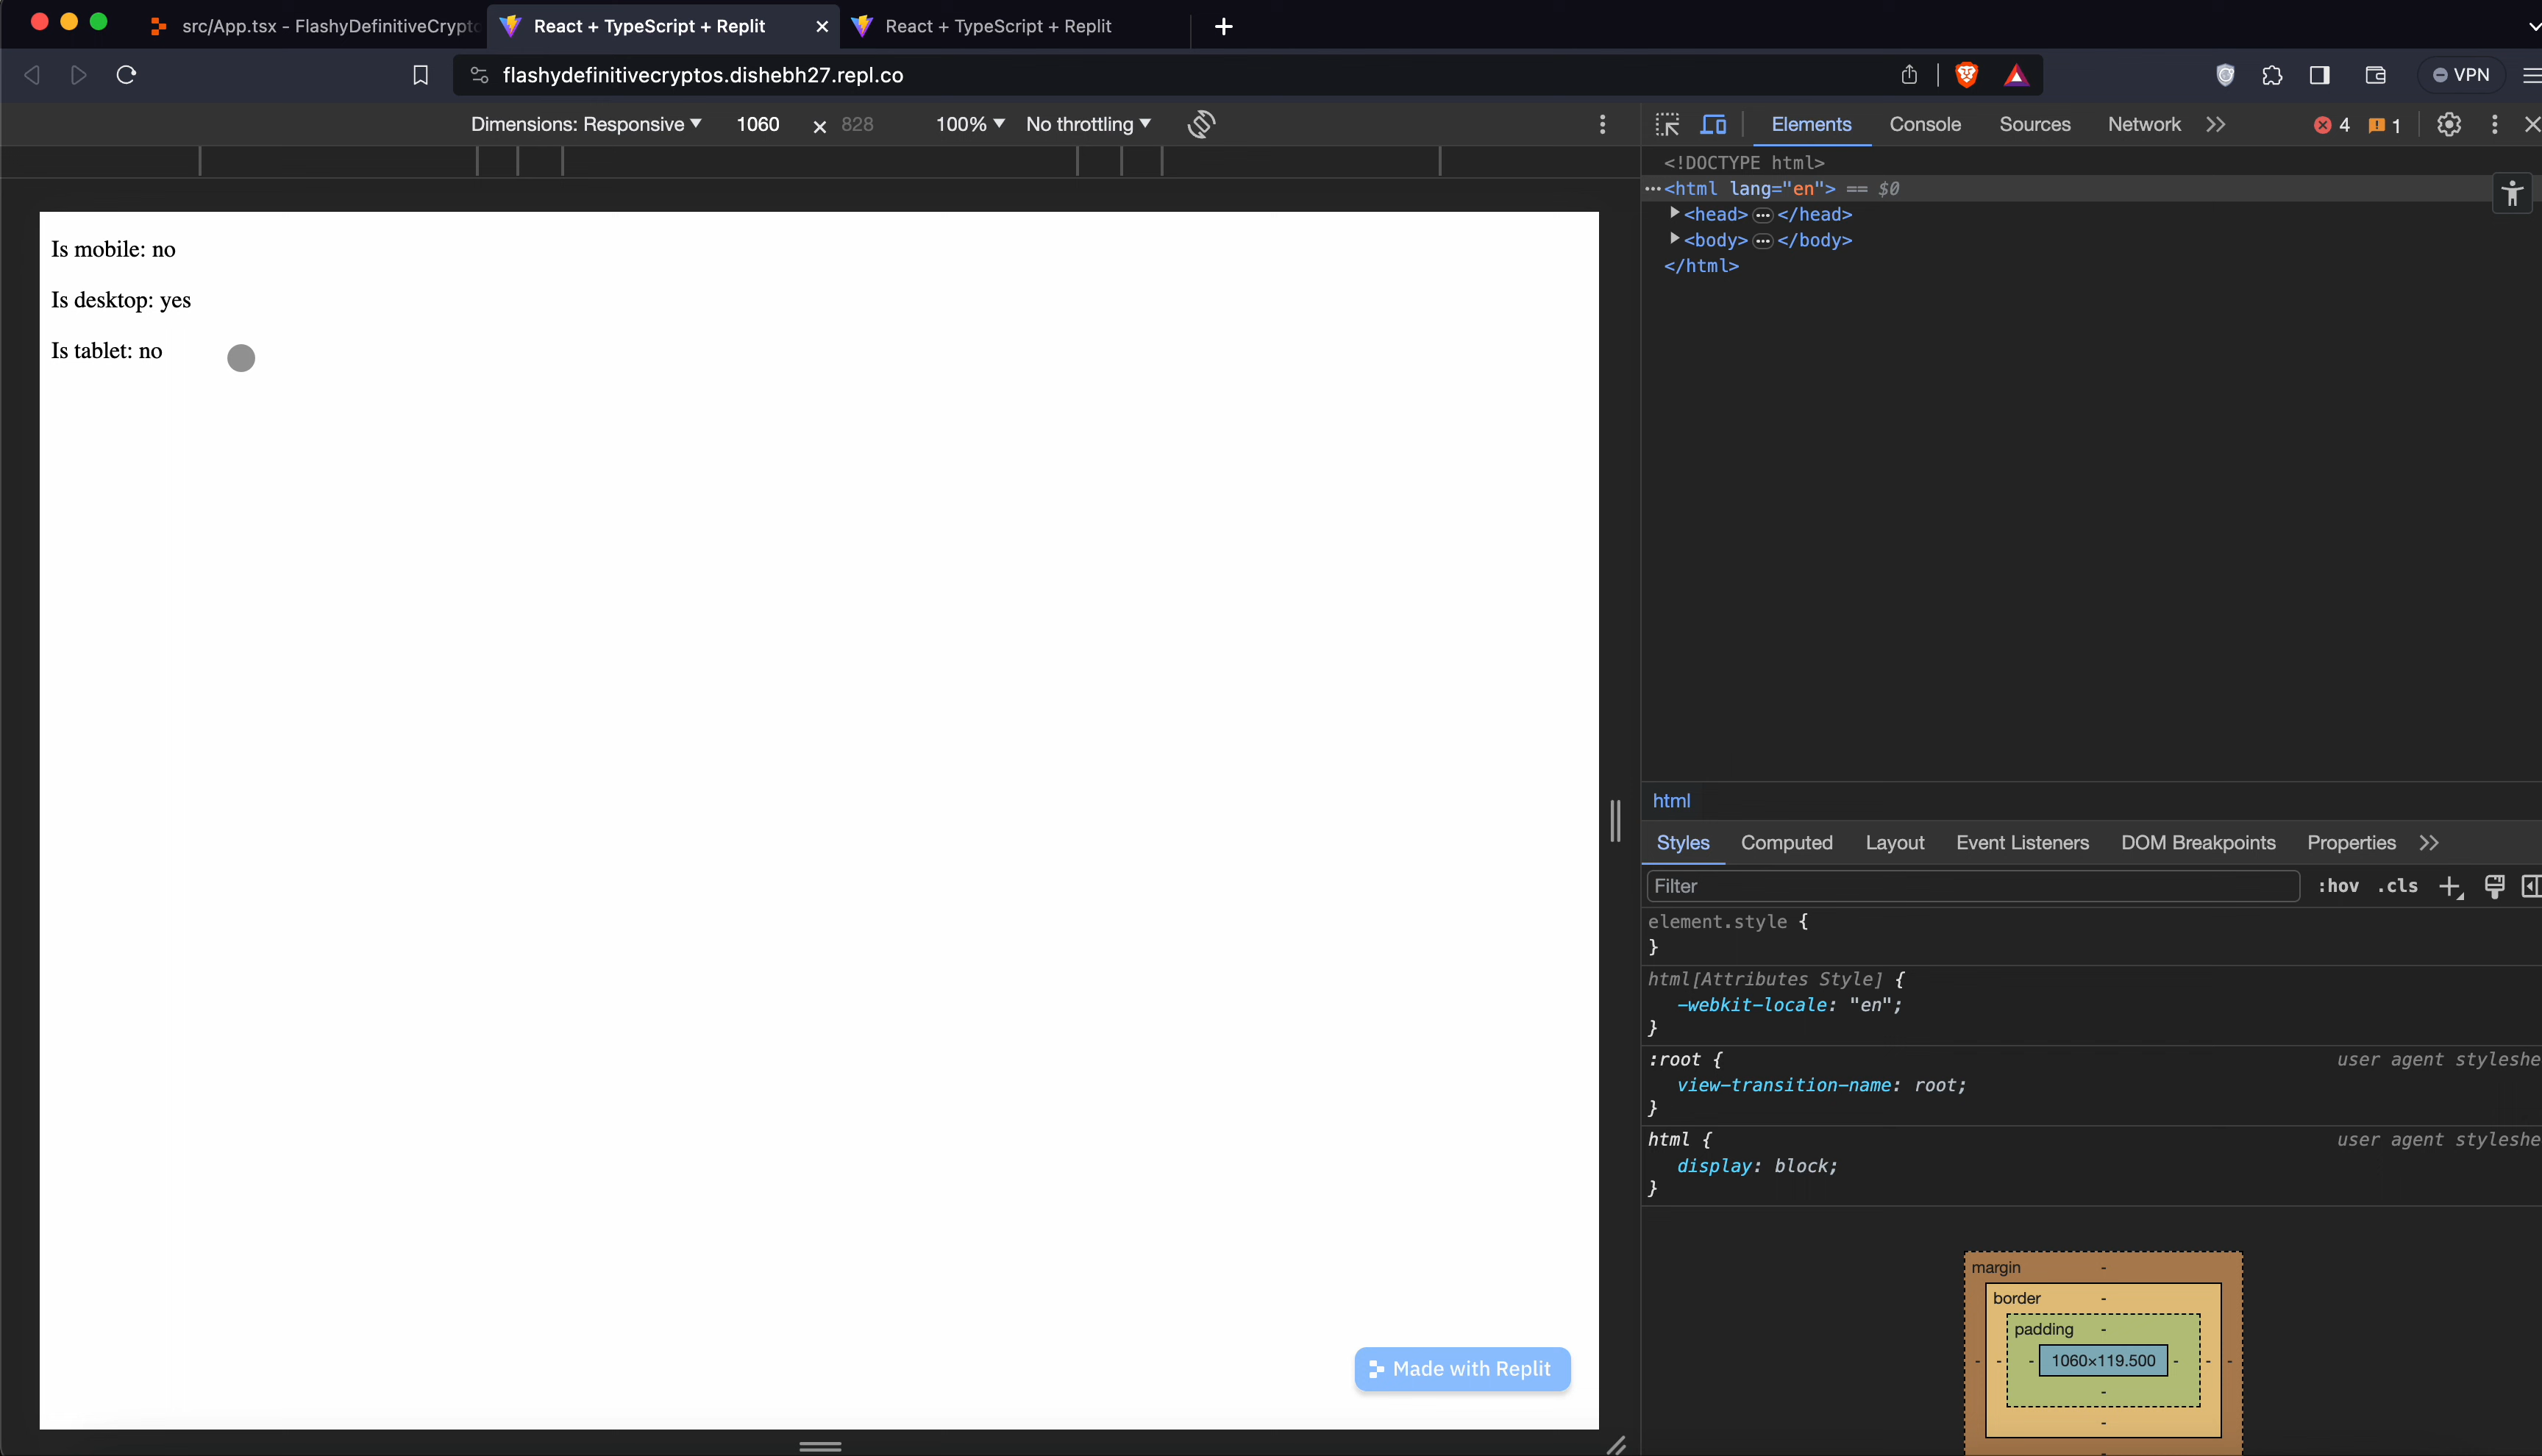 src/App.tsx - FlashyDefinitiveCrypto
React + TypeScript + Replit
React + TypeScript + Replit
flashydefinitivecryptos.dishebh27.repl.co
VPN
Dimensions: Responsive 1060 × 828 100% No throttling
Elements Console Sources Network 4 1
<!DOCTYPE html>
<html lang="en"> == $0
<head> </head>
<body> </body>
</html>
Is mobile: no
Is desktop: yes
Is tablet: no
Made with Replit
html
Styles Computed Layout Event Listeners DOM Breakpoints Properties
Filter :hov .cls
element.style {
}
html[Attributes Style] {
-webkit-locale: "en";
}
:root { user agent styleshe
view-transition-name: root;
}
html { user agent styleshe
display: block;
}
margin -
border -
padding -
- - - 1060×119.500 - - -
-
-